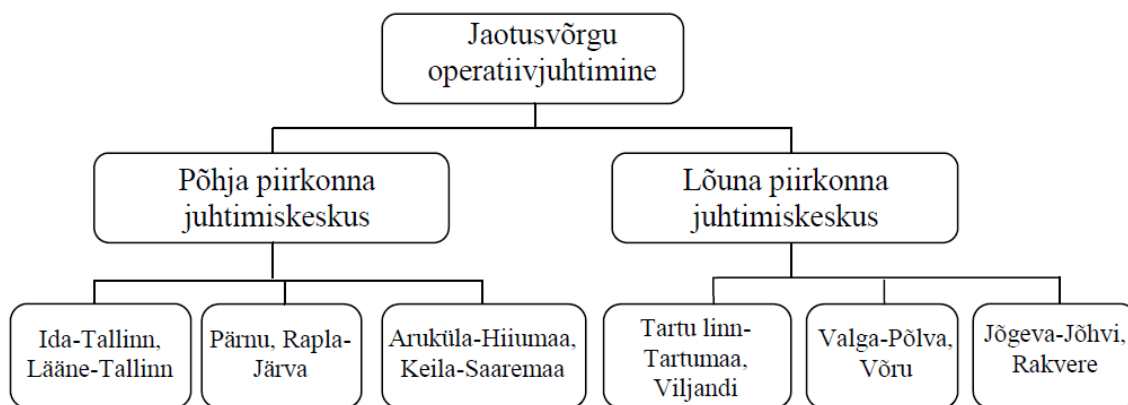 Jaotusvõrgu
operatiivjuhtimine
Põhja piirkonna
juhtimiskeskus
Lõuna piirkonna
juhtimiskeskus
Ida-Tallinn,
Lääne-Tallinn
Pärnu, Rapla-
Järva
Aruküla-Hiiumaa,
Keila-Saaremaa
Tartu linn-
Tartumaa,
Viljandi
Valga-Põlva,
Võru
Jõgeva-Jõhvi,
Rakvere